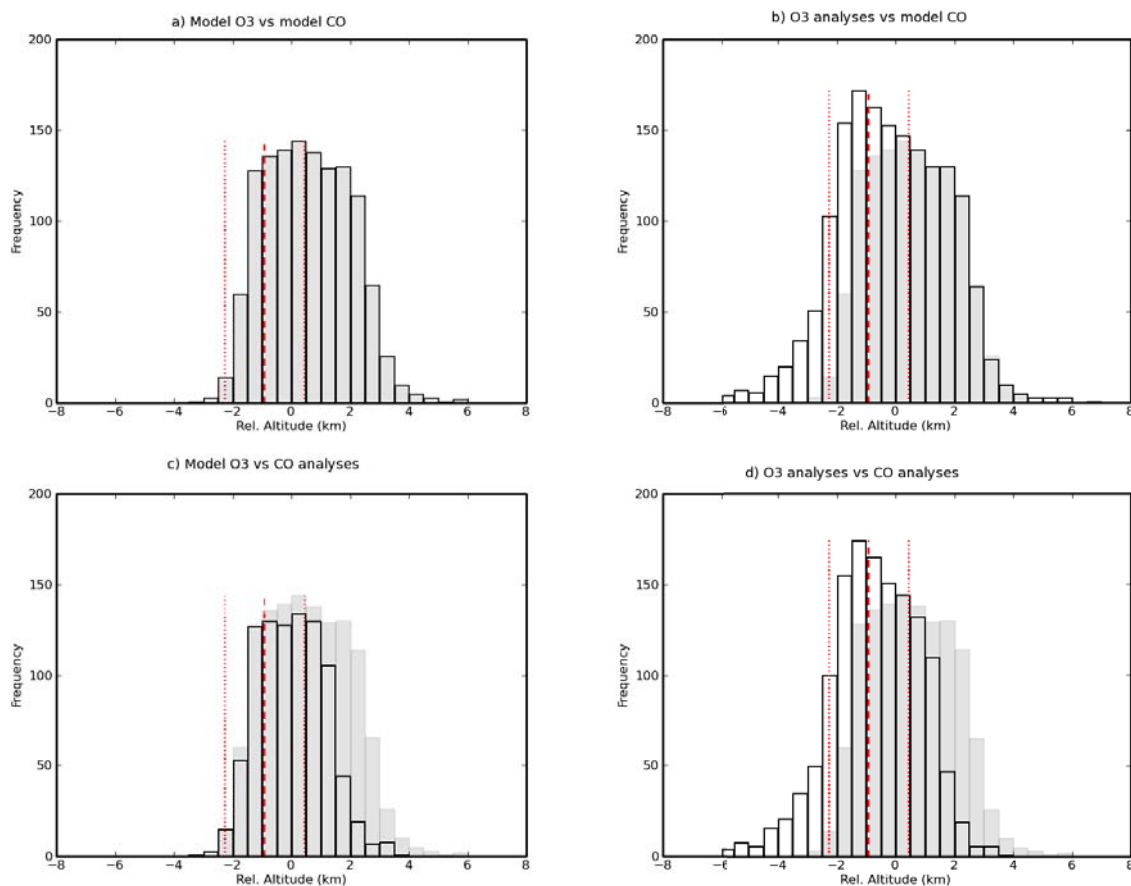 a) Model O3 vs model CO
200
150
100
50
0
Frequency
−8 −6 −4 −2 0 2 4 6 8
Rel. Altitude (km)
b) O3 analyses vs model CO
200
150
100
50
0
Frequency
−8 −6 −4 −2 0 2 4 6 8
Rel. Altitude (km)
c) Model O3 vs CO analyses
200
150
100
50
0
Frequency
−8 −6 −4 −2 0 2 4 6 8
Rel. Altitude (km)
d) O3 analyses vs CO analyses
200
150
100
50
0
Frequency
−8 −6 −4 −2 0 2 4 6 8
Rel. Altitude (km)